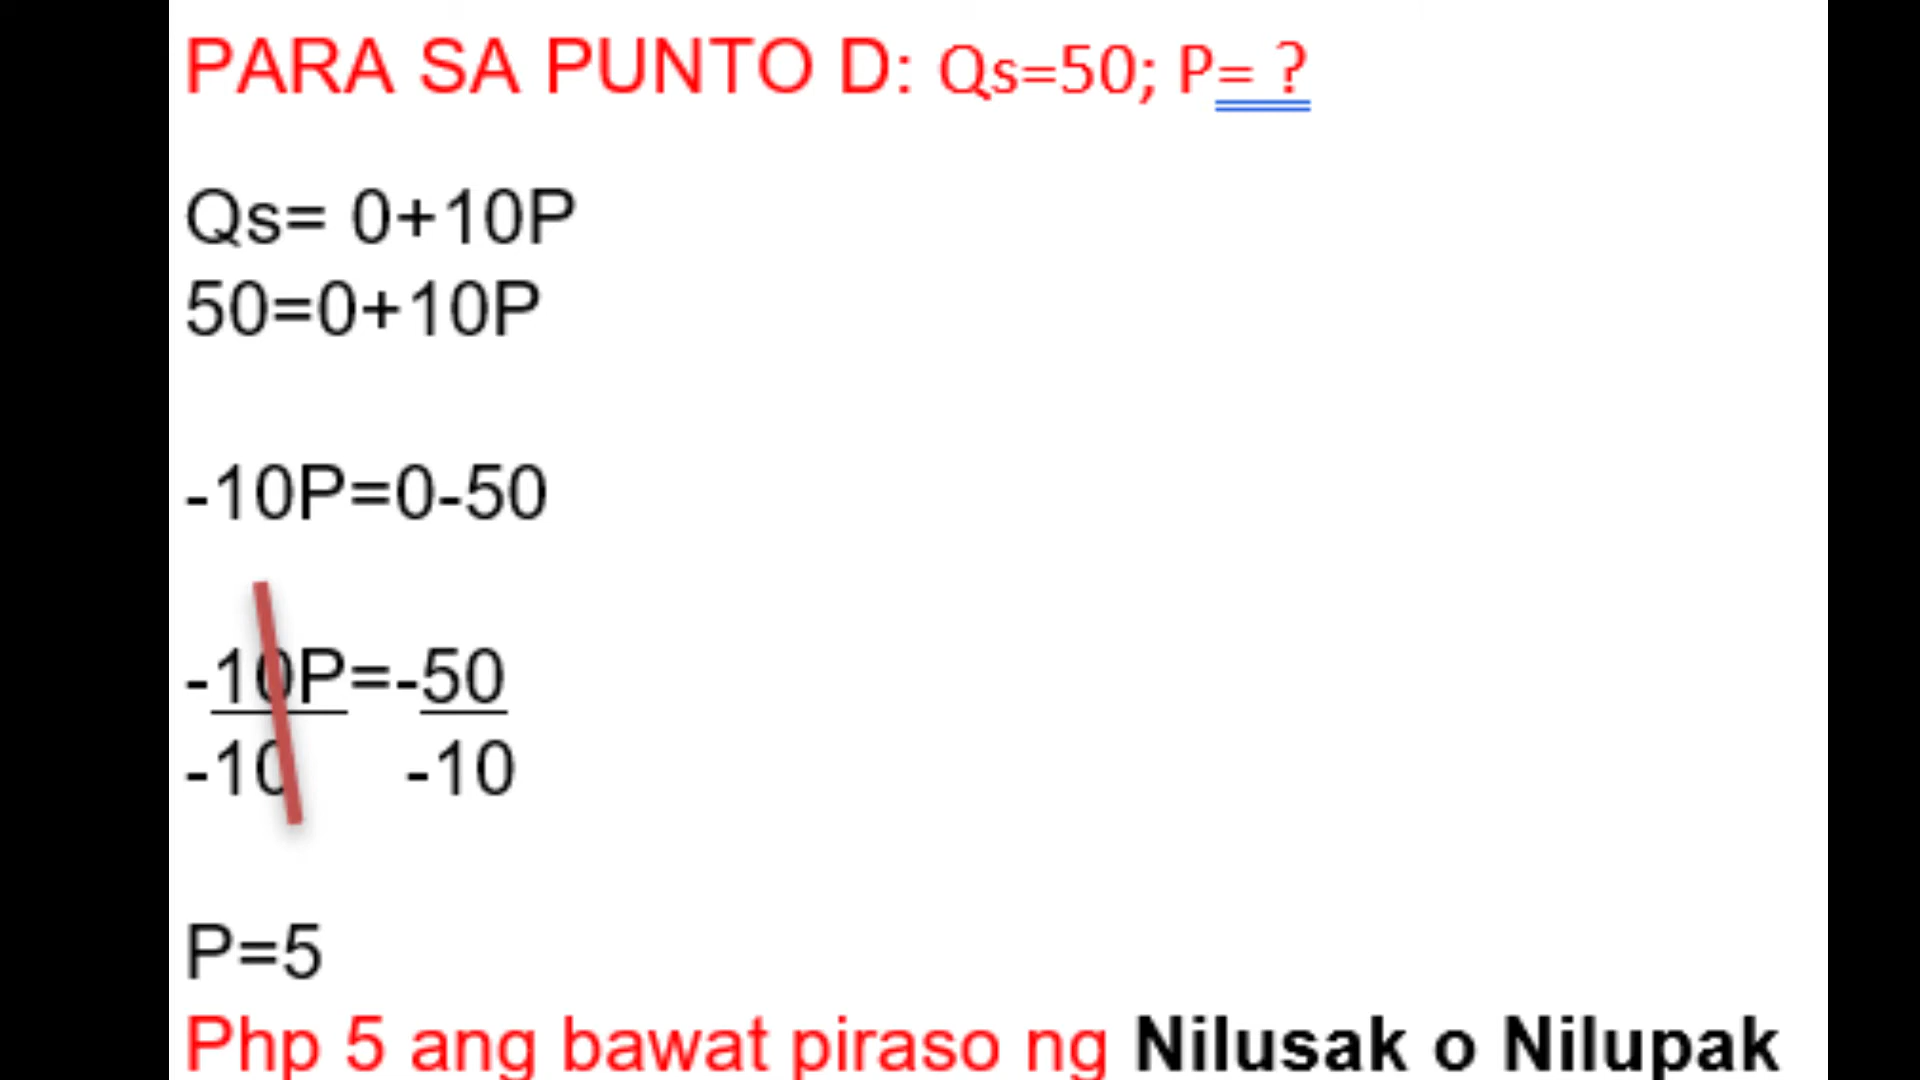 PARA SA PUNTO D: Qs=50; P= ?
Qs= 0+10P
50=0+10P
-10P=0-50
-10P=-50
-10 -10
P=5
Php 5 ang bawat piraso ng Nilusak o Nilupak